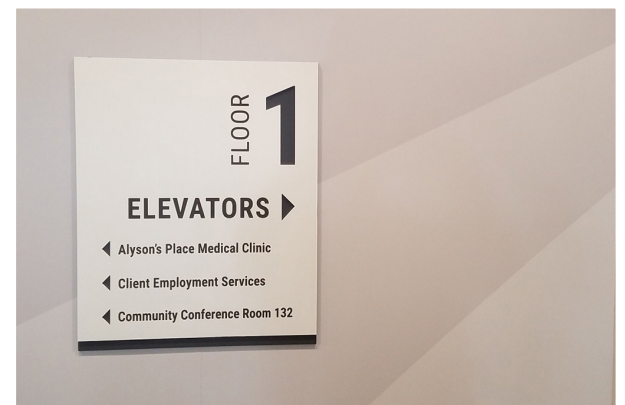 FLOOR 1
ELEVATORS
Alyson's Place Medical Clinic
Client Employment Services
Community Conference Room 132